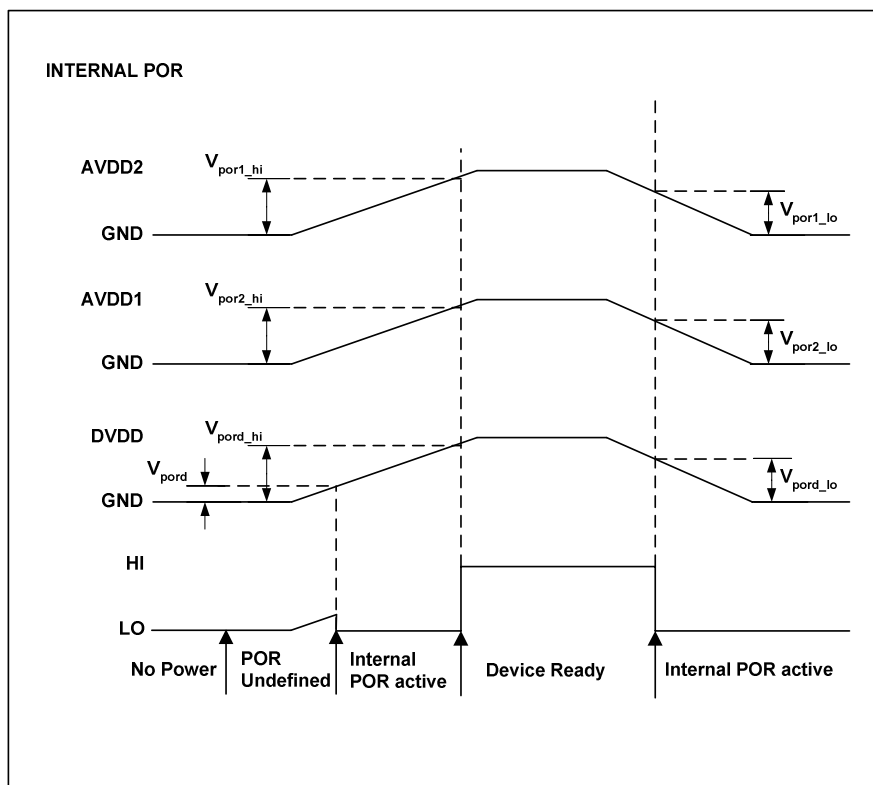 INTERNAL POR
AVDD2
Vpor1_hi
Vpor1_lo
GND
AVDD1
Vpor2_hi
Vpor2_lo
GND
DVDD
Vpord_hi
Vpord
Vpord_lo
GND
HI
LO
No Power
POR
Undefined
Internal
POR active
Device Ready
Internal POR active